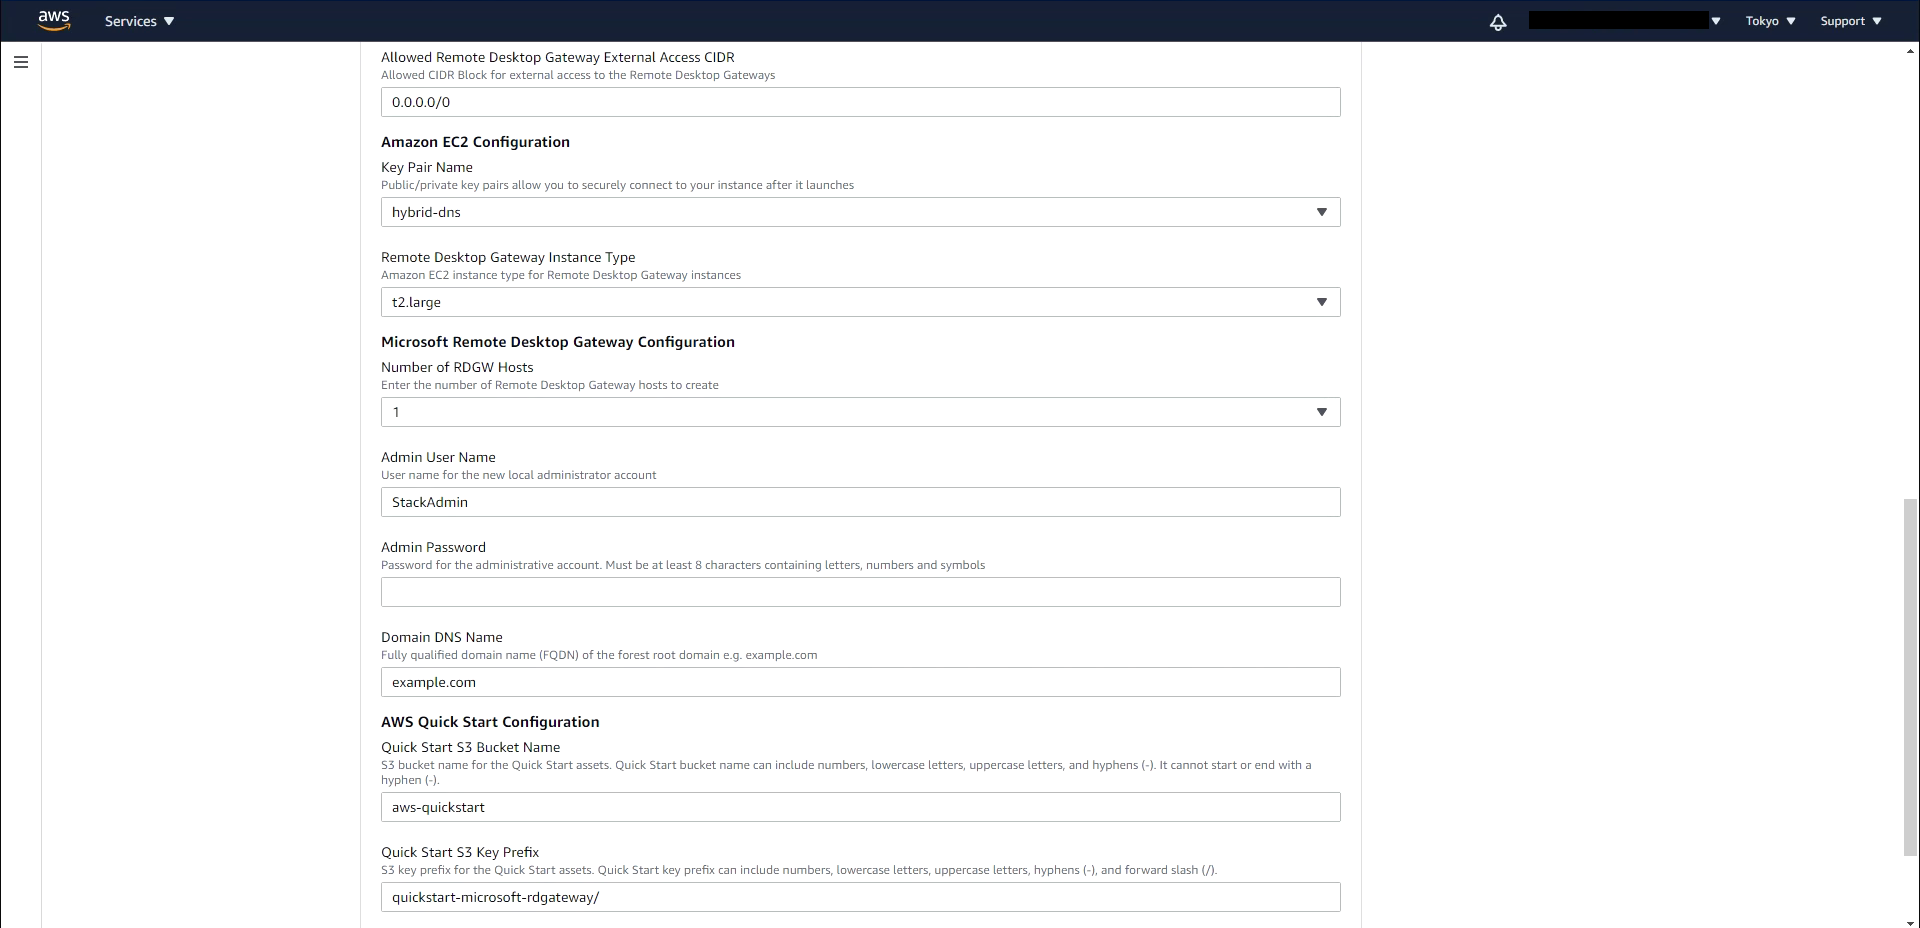 aws
Services
Tokyo
Support
Allowed Remote Desktop Gateway External Access CIDR
Allowed CIDR Block for external access to the Remote Desktop Gateways
0.0.0.0/0
Amazon EC2 Configuration
Key Pair Name
Public/private key pairs allow you to securely connect to your instance after it launches
hybrid-dns
Remote Desktop Gateway Instance Type
Amazon EC2 instance type for Remote Desktop Gateway instances
t2.large
Microsoft Remote Desktop Gateway Configuration
Number of RDGW Hosts
Enter the number of Remote Desktop Gateway hosts to create
1
Admin User Name
User name for the new local administrator account
StackAdmin
Admin Password
Password for the administrative account. Must be at least 8 characters containing letters, numbers and symbols
Domain DNS Name
Fully qualified domain name (FQDN) of the forest root domain e.g. example.com
example.com
AWS Quick Start Configuration
Quick Start S3 Bucket Name
S3 bucket name for the Quick Start assets. Quick Start bucket name can include numbers, lowercase letters, uppercase letters, and hyphens (-). It cannot start or end with a
hyphen (-).
aws-quickstart
Quick Start S3 Key Prefix
S3 key prefix for the Quick Start assets. Quick Start key prefix can include numbers, lowercase letters, uppercase letters, hyphens (-), and forward slash (/).
quickstart-microsoft-rdgateway/